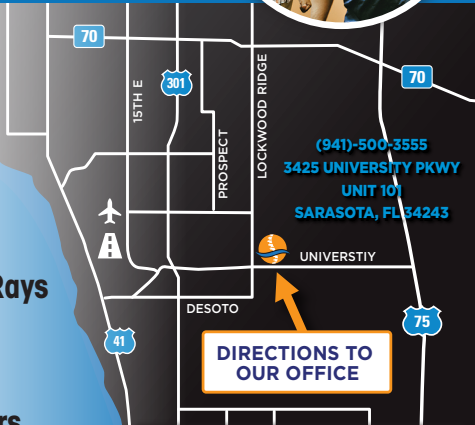 70
301
15TH E
PROSPECT
LOCKWOOD RIDGE
70
(941)-500-3555
3425 UNIVERSITY PKWY
UNIT 101
SARASOTA, FL 34243
Rays
UNIVERSTIY
DESOTO
41
75
DIRECTIONS TO
OUR OFFICE
rs